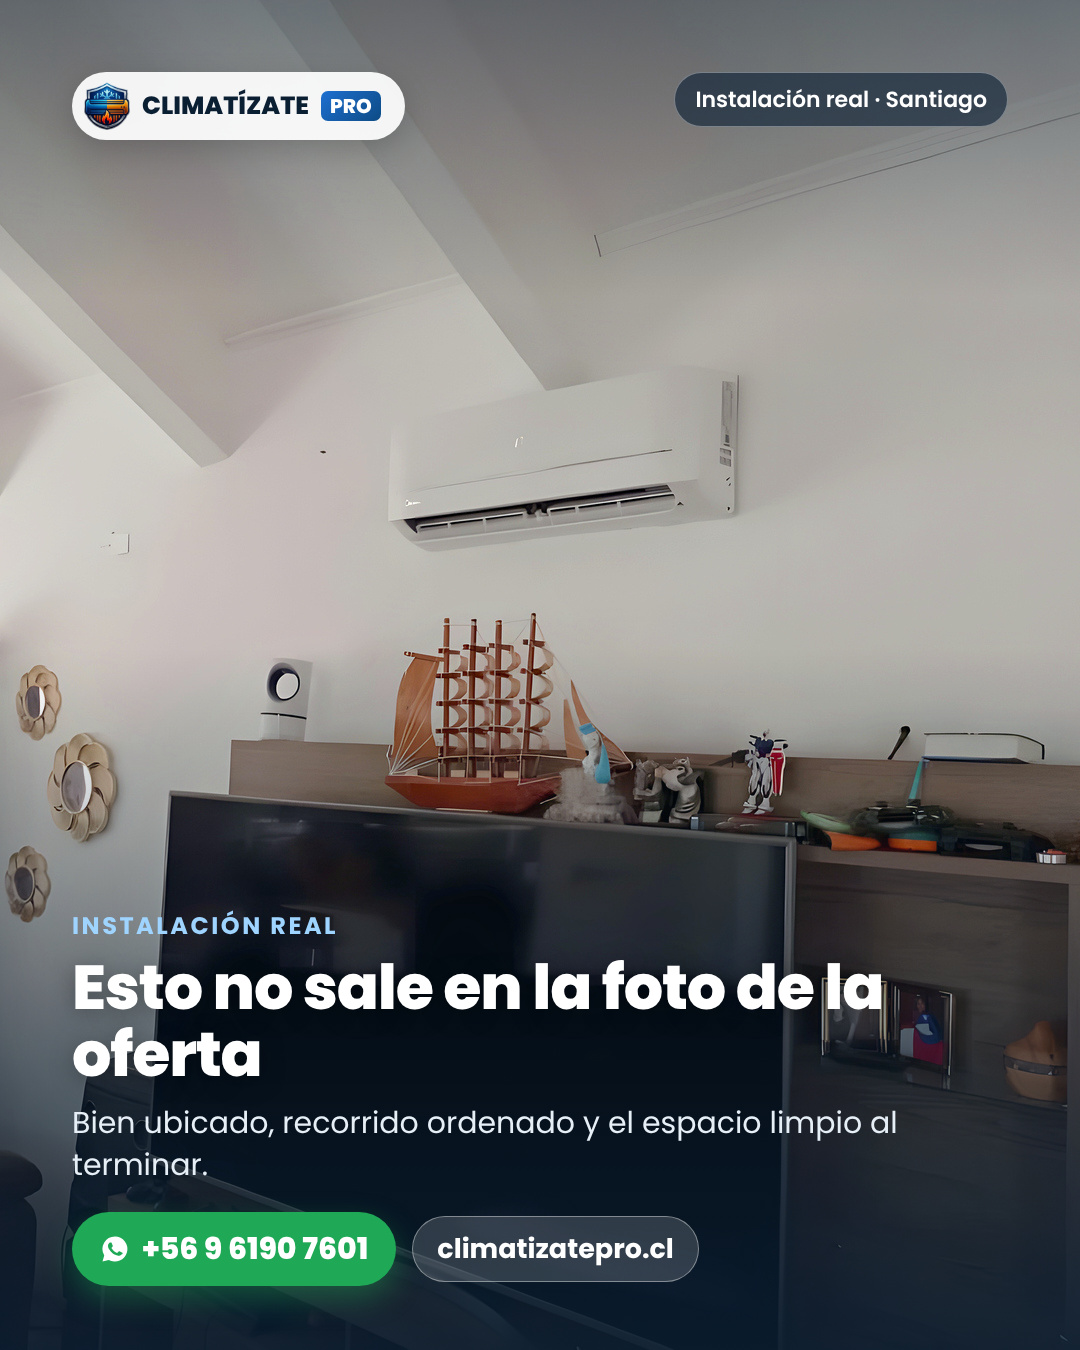 CLIMATÍZATE PRO
Instalación real · Santiago
INSTALACIÓN REAL
Esto no sale en la foto de la
oferta
Bien ubicado, recorrido ordenado y el espacio limpio al
terminar.
+56 9 6190 7601
climatizatepro.cl